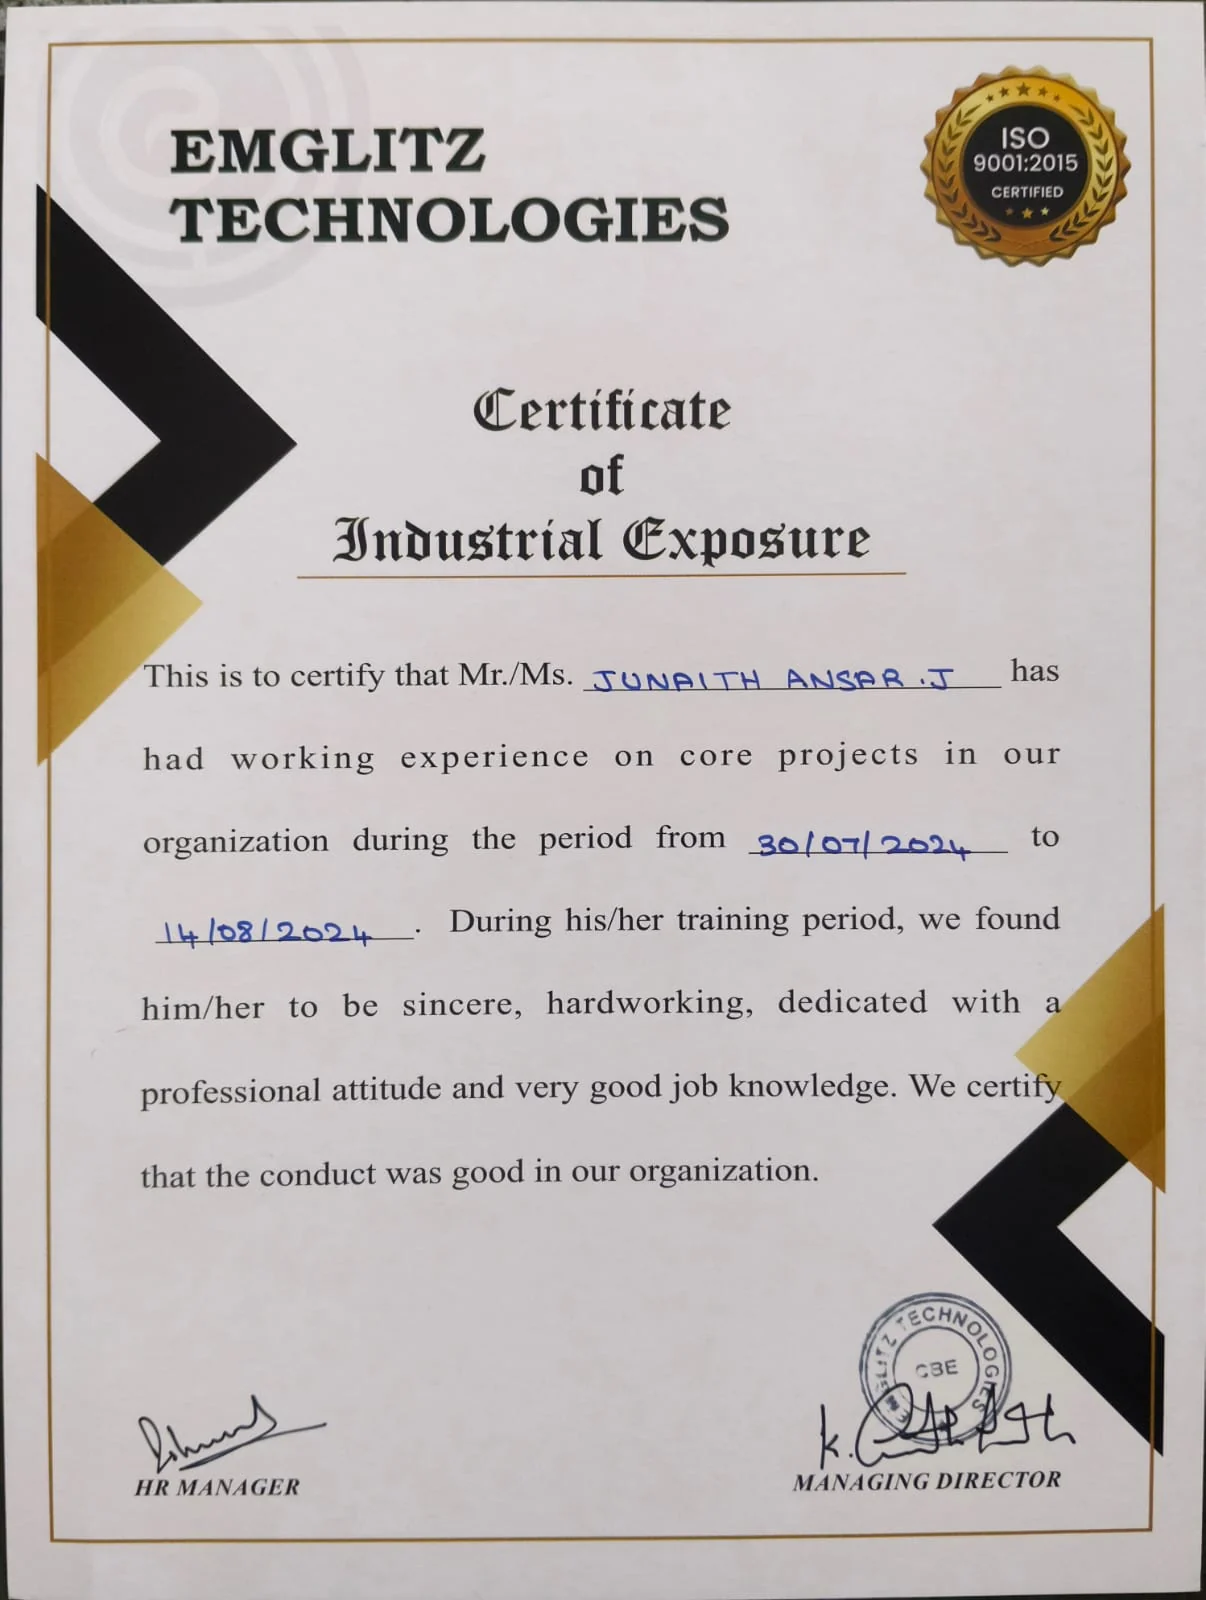 EMGLITZ
TECHNOLOGIES
ISO
9001:2015
CERTIFIED
Certificate
of
Industrial Exposure
This is to certify that Mr./Ms. JUNAITH ANSAR .J has
had working experience on core projects in our
organization during the period from 30/07/2024 to
14/08/2024. During his/her training period, we found
him/her to be sincere, hardworking, dedicated with a
professional attitude and very good job knowledge. We certify
that the conduct was good in our organization.
EMGLITZ TECHNOLOGIES
CBE
HR MANAGER
MANAGING DIRECTOR